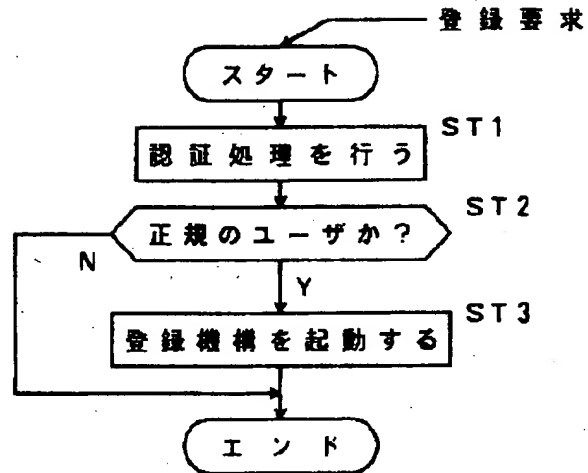 登録要求
スタート
ST1
認証処理を行う
ST2
正規のユーザか?
N
Y
ST3
登録機構を起動する
エンド